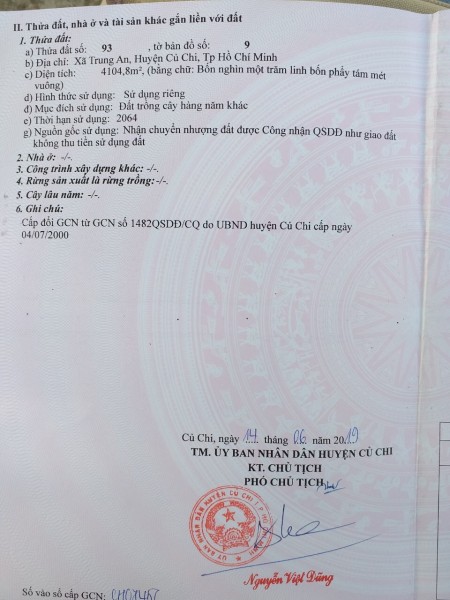 II. Thửa đất, nhà ở và tài sản khác gắn liền với đất
1. Thửa đất:
a) Thửa đất số: 93 , tờ bản đồ số: 9
b) Địa chỉ: Xã Trung An, Huyện Củ Chi, Tp Hồ Chí Minh
c) Diện tích: 4104,8m², (bằng chữ: Bốn nghìn một trăm linh bốn phẩy tám mét
vuông)
d) Hình thức sử dụng: Sử dụng riêng
đ) Mục đích sử dụng: Đất trồng cây hàng năm khác
e) Thời hạn sử dụng: 2064
g) Nguồn gốc sử dụng: Nhận chuyển nhượng đất được Công nhận QSDĐ như giao đất
không thu tiền sử dụng đất
2. Nhà ở: -/-.
3. Công trình xây dựng khác: -/-.
4. Rừng sản xuất là rừng trồng: -/-.
5. Cây lâu năm: -/-.
6. Ghi chú:
Cấp đổi GCN từ GCN số 1482QSDĐ/CQ do UBND huyện Củ Chi cấp ngày
04/07/2000
Củ Chi, ngày 14 tháng 06 năm 2019
TM. ỦY BAN NHÂN DÂN HUYỆN CỦ CHI
KT. CHỦ TỊCH
PHÓ CHỦ TỊCH
Nguyễn Việt Dũng
Số vào sổ cấp GCN: